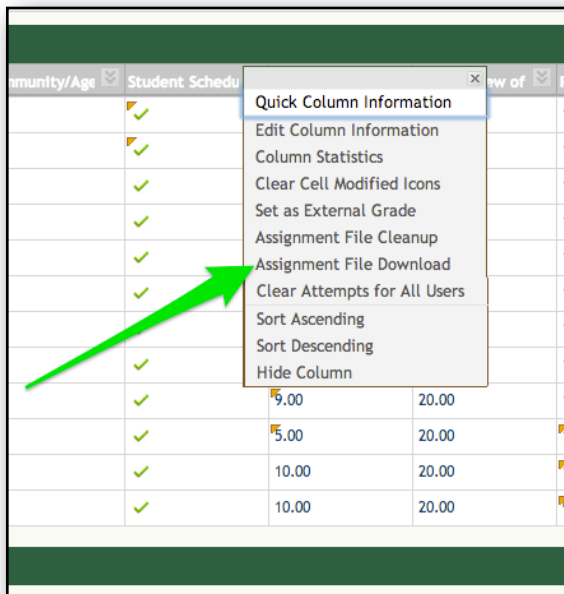 mmunity/Age Student Schedu ew of
Quick Column Information
Edit Column Information
Column Statistics
Clear Cell Modified Icons
Set as External Grade
Assignment File Cleanup
Assignment File Download
Clear Attempts for All Users
Sort Ascending
Sort Descending
Hide Column
9.00 20.00
5.00 20.00
10.00 20.00
10.00 20.00